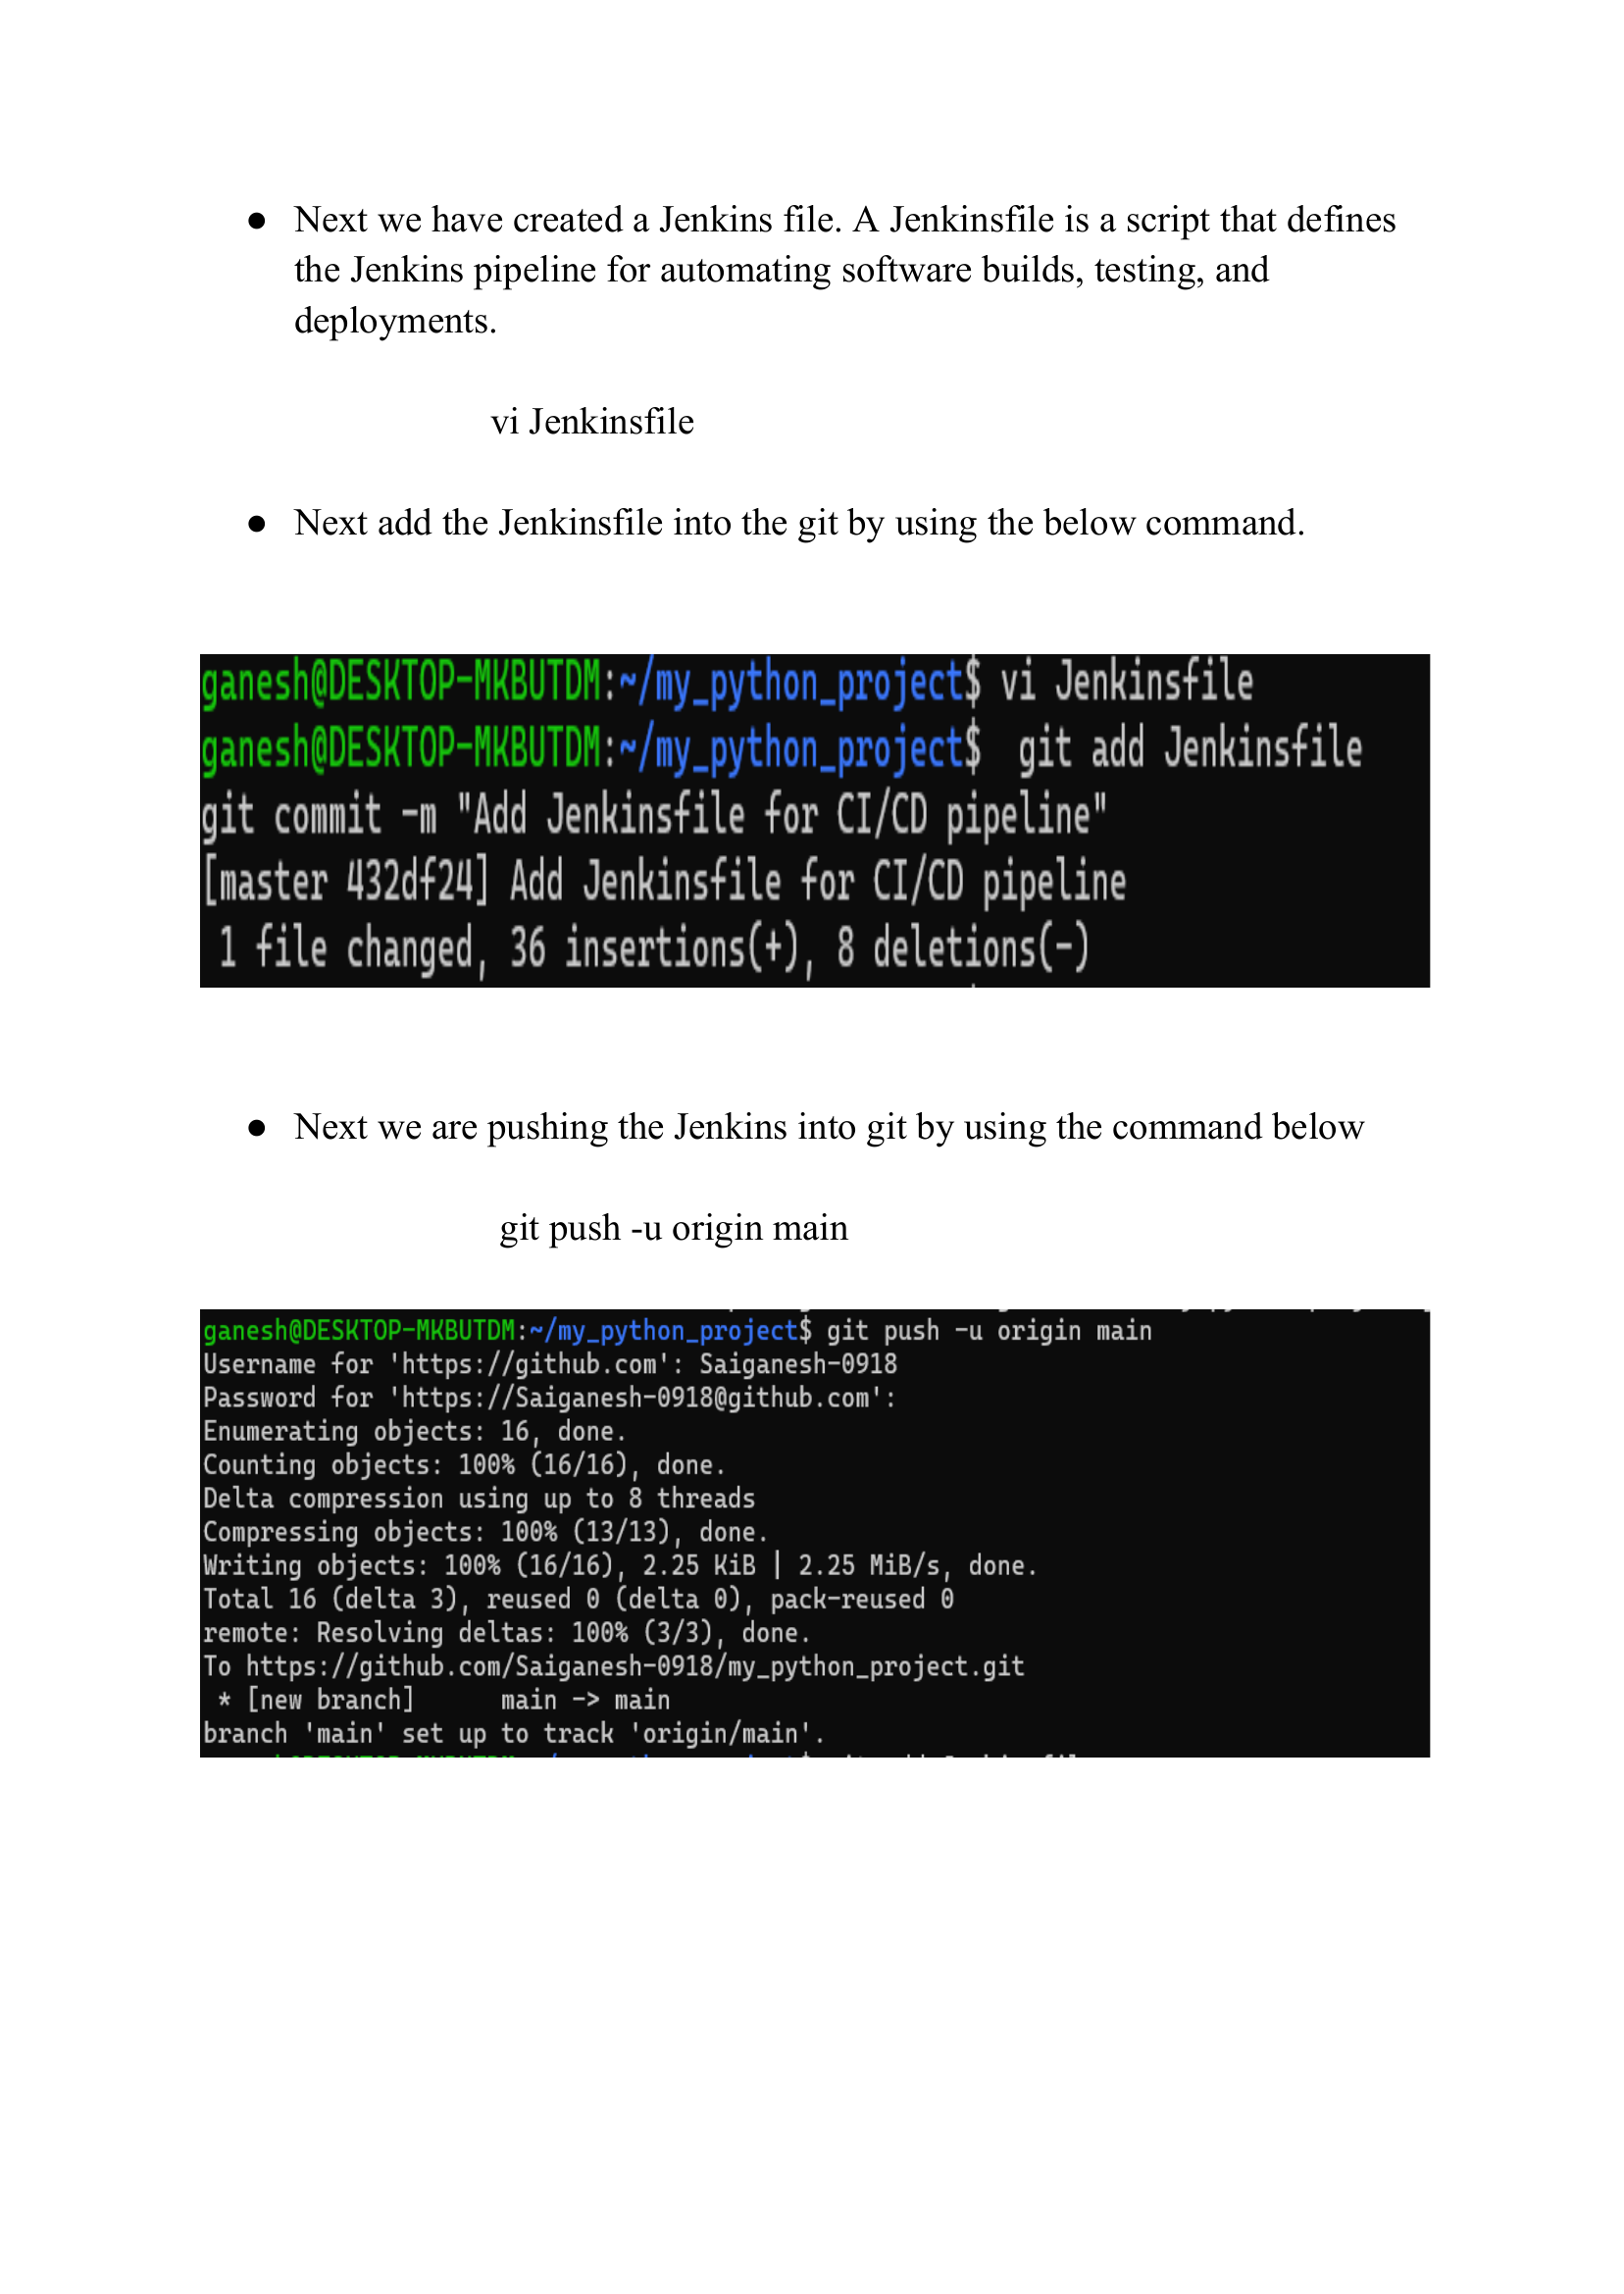 ● Next we have created a Jenkins file. A Jenkinsfile is a script that defines
the Jenkins pipeline for automating software builds, testing, and
deployments.
vi Jenkinsfile
● Next add the Jenkinsfile into the git by using the below command.
ganesh@DESKTOP-MKBUTDM:~/my_python_project$ vi Jenkinsfile
ganesh@DESKTOP-MKBUTDM:~/my_python_project$  git add Jenkinsfile
git commit -m "Add Jenkinsfile for CI/CD pipeline"
[master 432df24] Add Jenkinsfile for CI/CD pipeline
 1 file changed, 36 insertions(+), 8 deletions(-)
● Next we are pushing the Jenkins into git by using the command below
git push -u origin main
ganesh@DESKTOP-MKBUTDM:~/my_python_project$ git push -u origin main
Username for 'https://github.com': Saiganesh-0918
Password for 'https://Saiganesh-0918@github.com':
Enumerating objects: 16, done.
Counting objects: 100% (16/16), done.
Delta compression using up to 8 threads
Compressing objects: 100% (13/13), done.
Writing objects: 100% (16/16), 2.25 KiB | 2.25 MiB/s, done.
Total 16 (delta 3), reused 0 (delta 0), pack-reused 0
remote: Resolving deltas: 100% (3/3), done.
To https://github.com/Saiganesh-0918/my_python_project.git
 * [new branch]      main -> main
branch 'main' set up to track 'origin/main'.